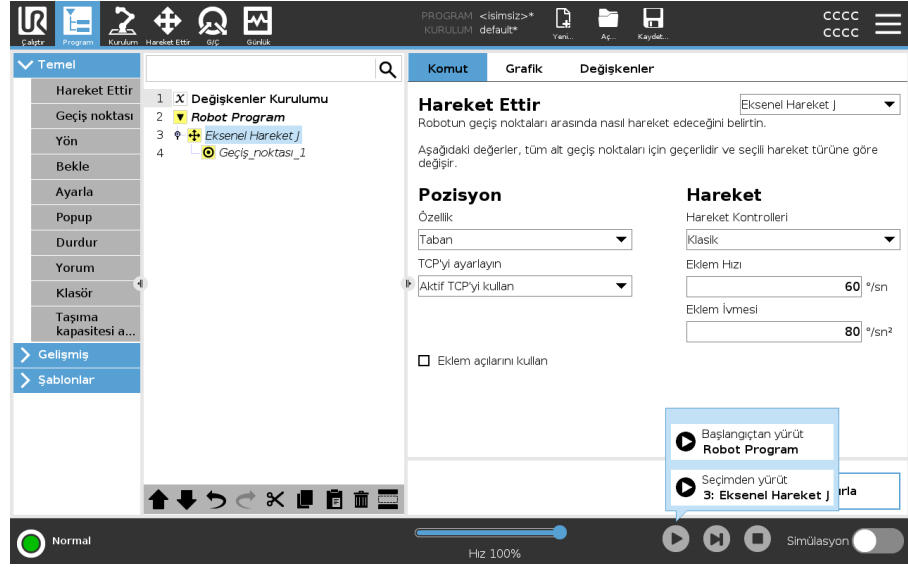 PROGRAM <isimsiz>*
KURULUM default*
Yeni...
Aç...
Kaydet...
cccc
cccc
Çalıştır
Program
Kurulum
Hareket Ettir
G/Ç
Günlük
Temel
Hareket Ettir
Geçiş noktası
Yön
Bekle
Ayarla
Popup
Durdur
Yorum
Klasör
Taşıma
kapasitesi a...
Gelişmiş
Şablonlar
1 X Değişkenler Kurulumu
2 Robot Program
3 Eksenel Hareket J
4 Geçiş_noktası_1
Komut
Grafik
Değişkenler
Hareket Ettir
Eksenel Hareket J
Robotun geçiş noktaları arasında nasıl hareket edeceğini belirtin.
Aşağıdaki değerler, tüm alt geçiş noktaları için geçerlidir ve seçili hareket türüne göre
değişir.
Pozisyon
Özellik
Taban
TCP'yi ayarlayın
Aktif TCP'yi kullan
Eklem açılarını kullan
Hareket
Hareket Kontrolleri
Klasik
Eklem Hızı
60 °/sn
Eklem İvmesi
80 °/sn²
Başlangıçtan yürüt
Robot Program
Seçimden yürüt
3: Eksenel Hareket J
ırla
Normal
Hız 100%
Simülasyon